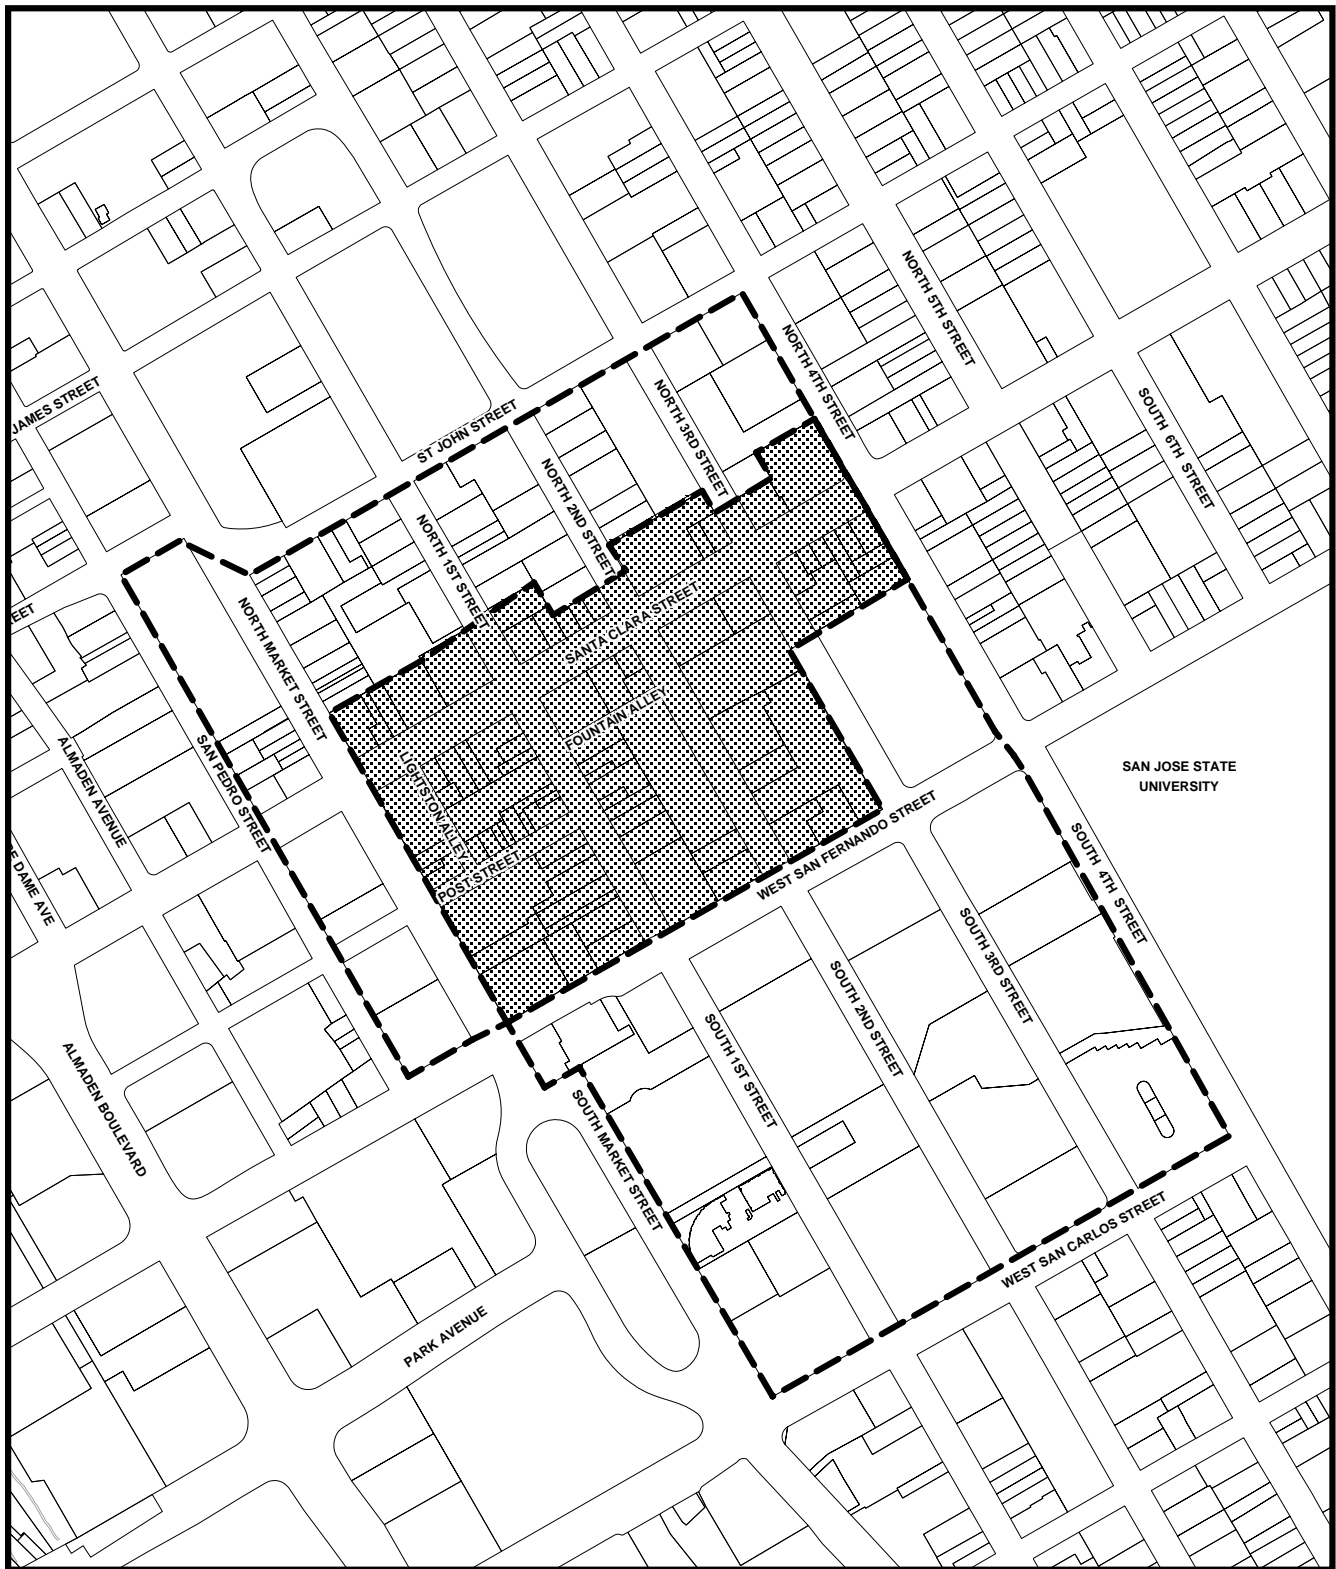 NORTH 5TH STREET
NORTH 4TH STREET
JAMES STREET
SOUTH 6TH STREET
NORTH 3RD STREET
ST JOHN STREET
NORTH 2ND STREET
NORTH 1ST STREET
EET
NORTH MARKET STREET
SANTA CLARA STREET
FOUNTAIN ALLEY
SAN JOSE STATE
UNIVERSITY
ALMADEN AVENUE
SAN PEDRO STREET
LIGHTSTON ALLEY
WEST SAN FERNANDO STREET
SOUTH 4TH STREET
POST STREET
E DAME AVE
SOUTH 3RD STREET
SOUTH 2ND STREET
SOUTH 1ST STREET
ALMADEN BOULEVARD
SOUTH MARKET STREET
WEST SAN CARLOS STREET
PARK AVENUE